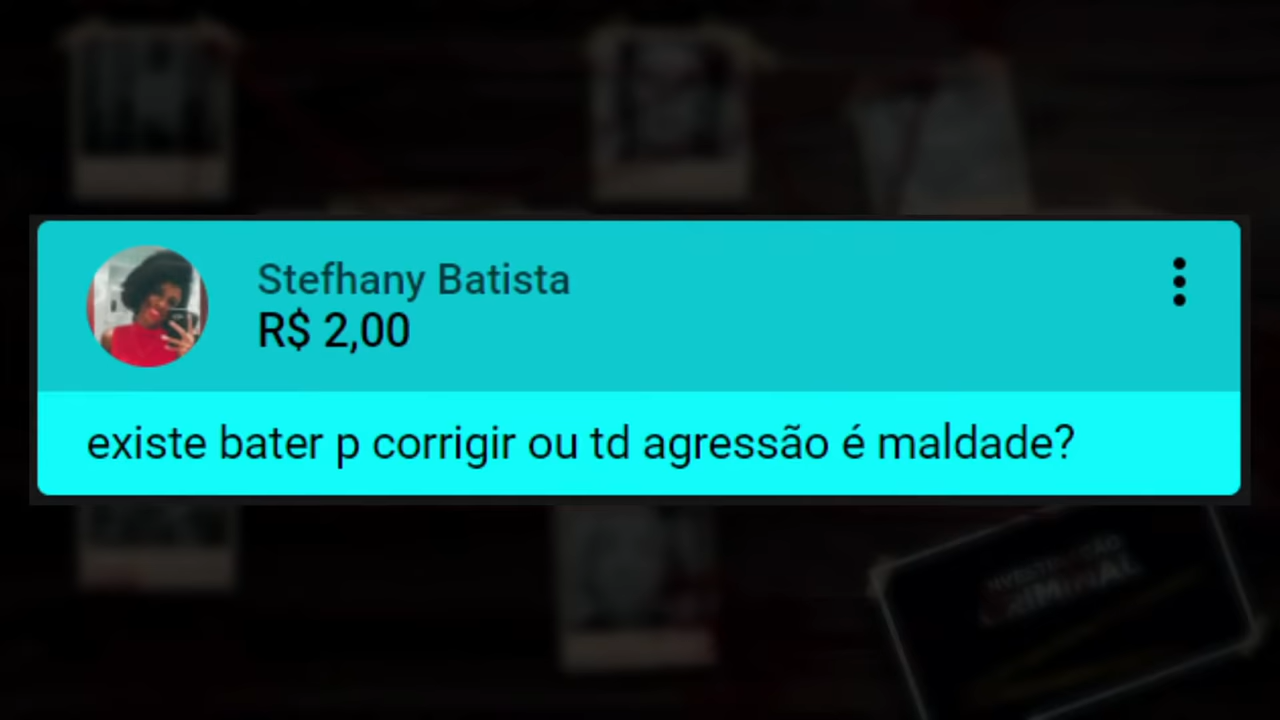 Stefhany Batista
R$ 2,00
existe bater p corrigir ou td agressão é maldade?